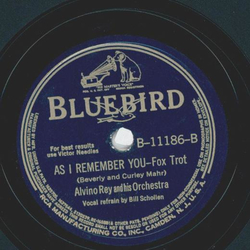 BLUEBIRD
For best results
use Victor Needles
B-11186-B
AS I REMEMBER YOU-Fox Trot
(Beverly and Curley Mahr)
Alvino Rey and his Orchestra
Vocal refrain by Bill Schallen
RCA MANUFACTURING CO., INC., CAMDEN, N. J., U. S. A.